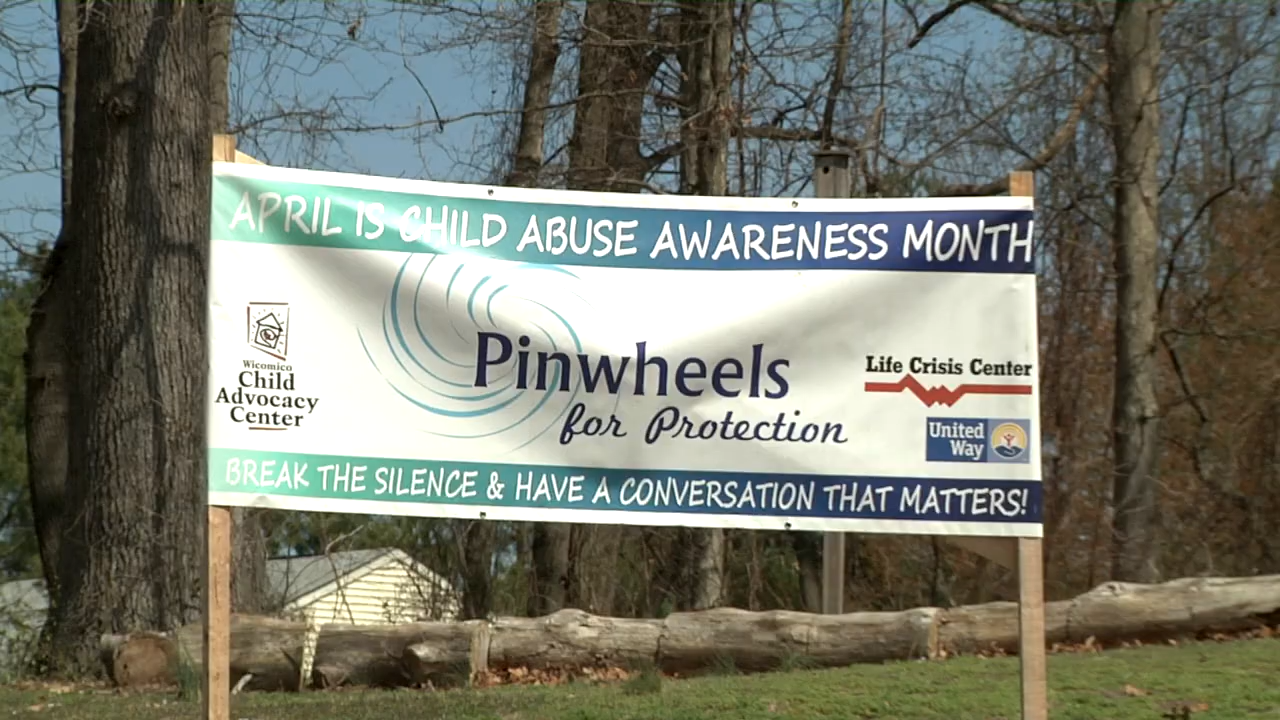 APRIL IS CHILD ABUSE AWARENESS MONTH
Wicomico
Child
Advocacy
Center
Pinwheels
for Protection
Life Crisis Center
United
Way
BREAK THE SILENCE & HAVE A CONVERSATION THAT MATTERS!